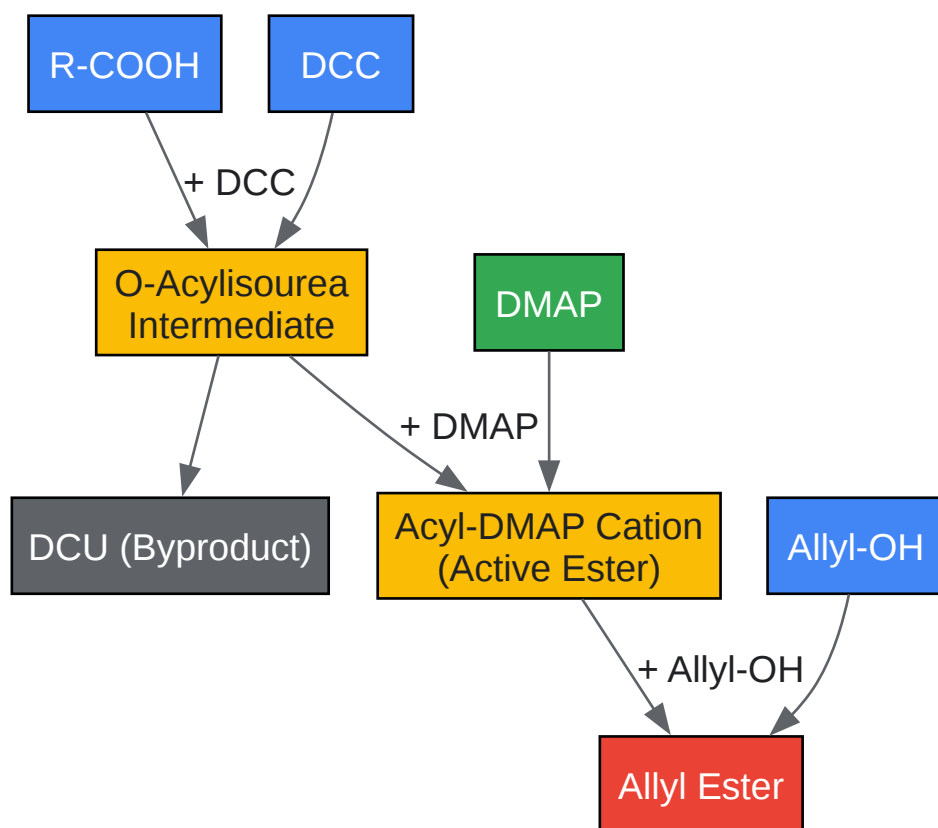 R-COOH
DCC
+ DCC
O-Acylisourea
Intermediate
DMAP
+ DMAP
DCU (Byproduct)
Acyl-DMAP Cation
(Active Ester)
Allyl-OH
+ Allyl-OH
Allyl Ester